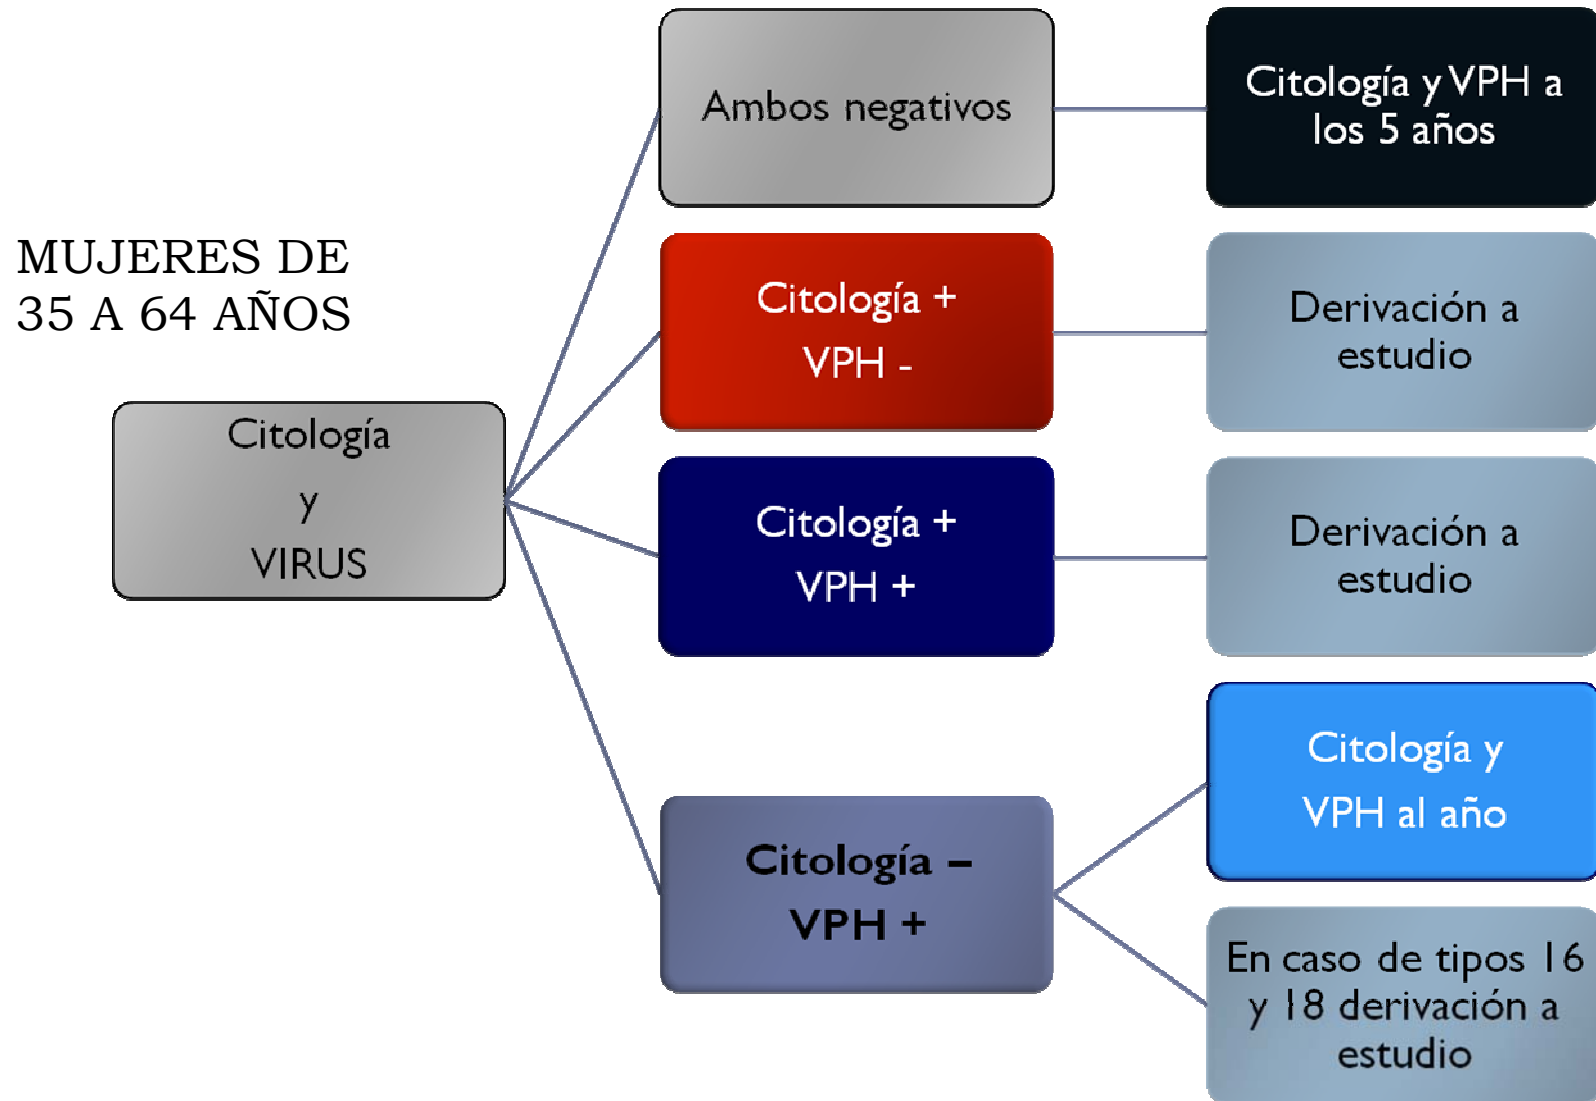 MUJERES DE
35 A 64 AÑOS
Citología
y
VIRUS
Ambos negativos
Citología y VPH a
los 5 años
Citología +
VPH -
Derivación a
estudio
Citología +
VPH +
Derivación a
estudio
Citología –
VPH +
Citología y
VPH al año
En caso de tipos 16
y 18 derivación a
estudio